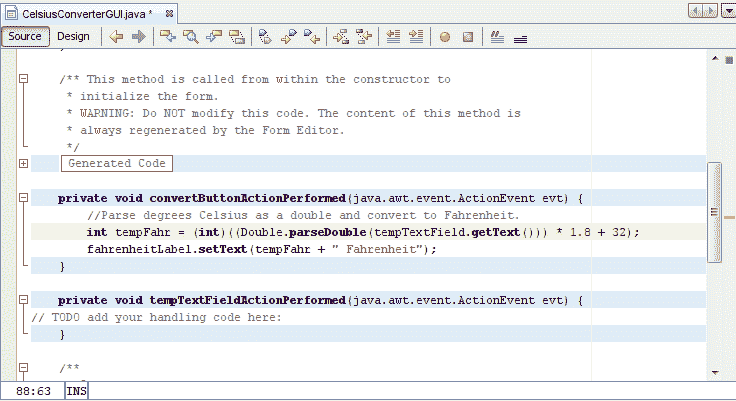 CelsiusConverterGUI.java *
Source Design
/** This method is called from within the constructor to
* initialize the form.
* WARNING: Do NOT modify this code. The content of this method is
* always regenerated by the Form Editor.
*/
Generated Code
private void convertButtonActionPerformed(java.awt.event.ActionEvent evt) {
//Parse degrees Celsius as a double and convert to Fahrenheit.
int tempFahr = (int)((Double.parseDouble(tempTextField.getText())) * 1.8 + 32);
fahrenheitLabel.setText(tempFahr + " Fahrenheit");
}
private void tempTextFieldActionPerformed(java.awt.event.ActionEvent evt) {
// TODO add your handling code here:
}
/**
88:63 INS